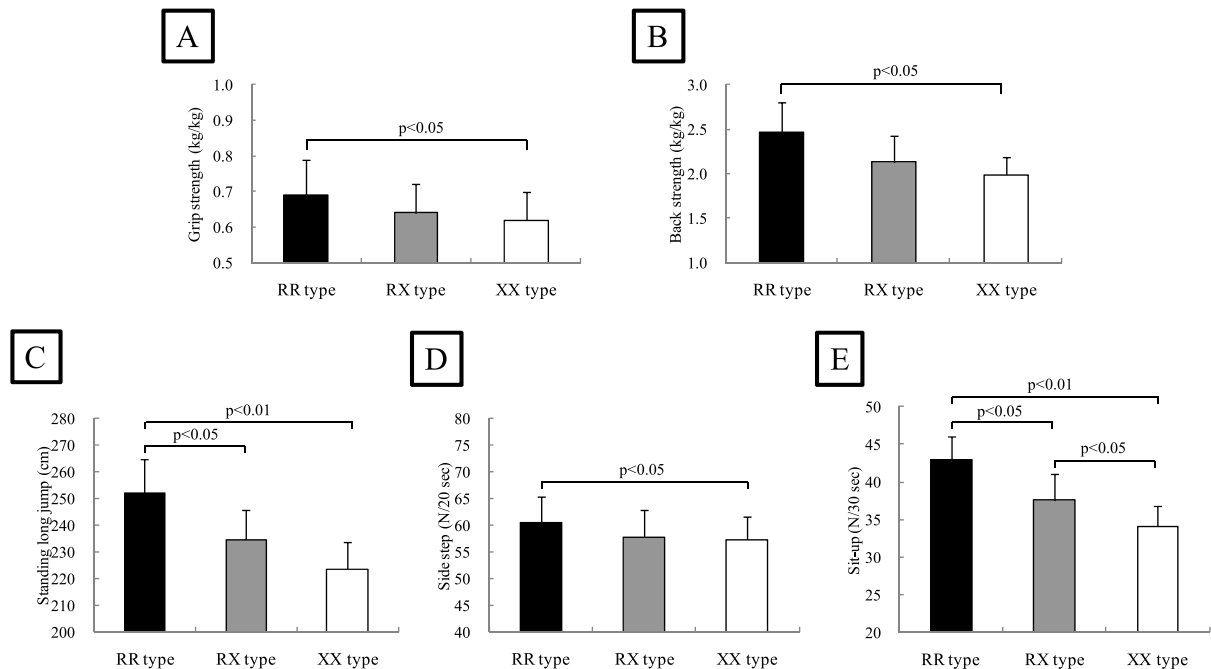 A
Grip strength (kg/kg)
1.0
0.9
0.8
0.7
0.6
0.5
p<0.05
RR type
RX type
XX type
B
Back strength (kg/kg)
3.0
2.5
2.0
1.5
1.0
p<0.05
RR type
RX type
XX type
C
Standing long jump (cm)
280
270
260
250
240
230
220
210
200
p<0.01
p<0.05
RR type
RX type
XX type
D
Side step (N/20 sec)
80
75
70
65
60
55
50
45
40
p<0.05
RR type
RX type
XX type
E
Sit-up (N/30 sec)
50
45
40
35
30
25
20
p<0.01
p<0.05
p<0.05
RR type
RX type
XX type